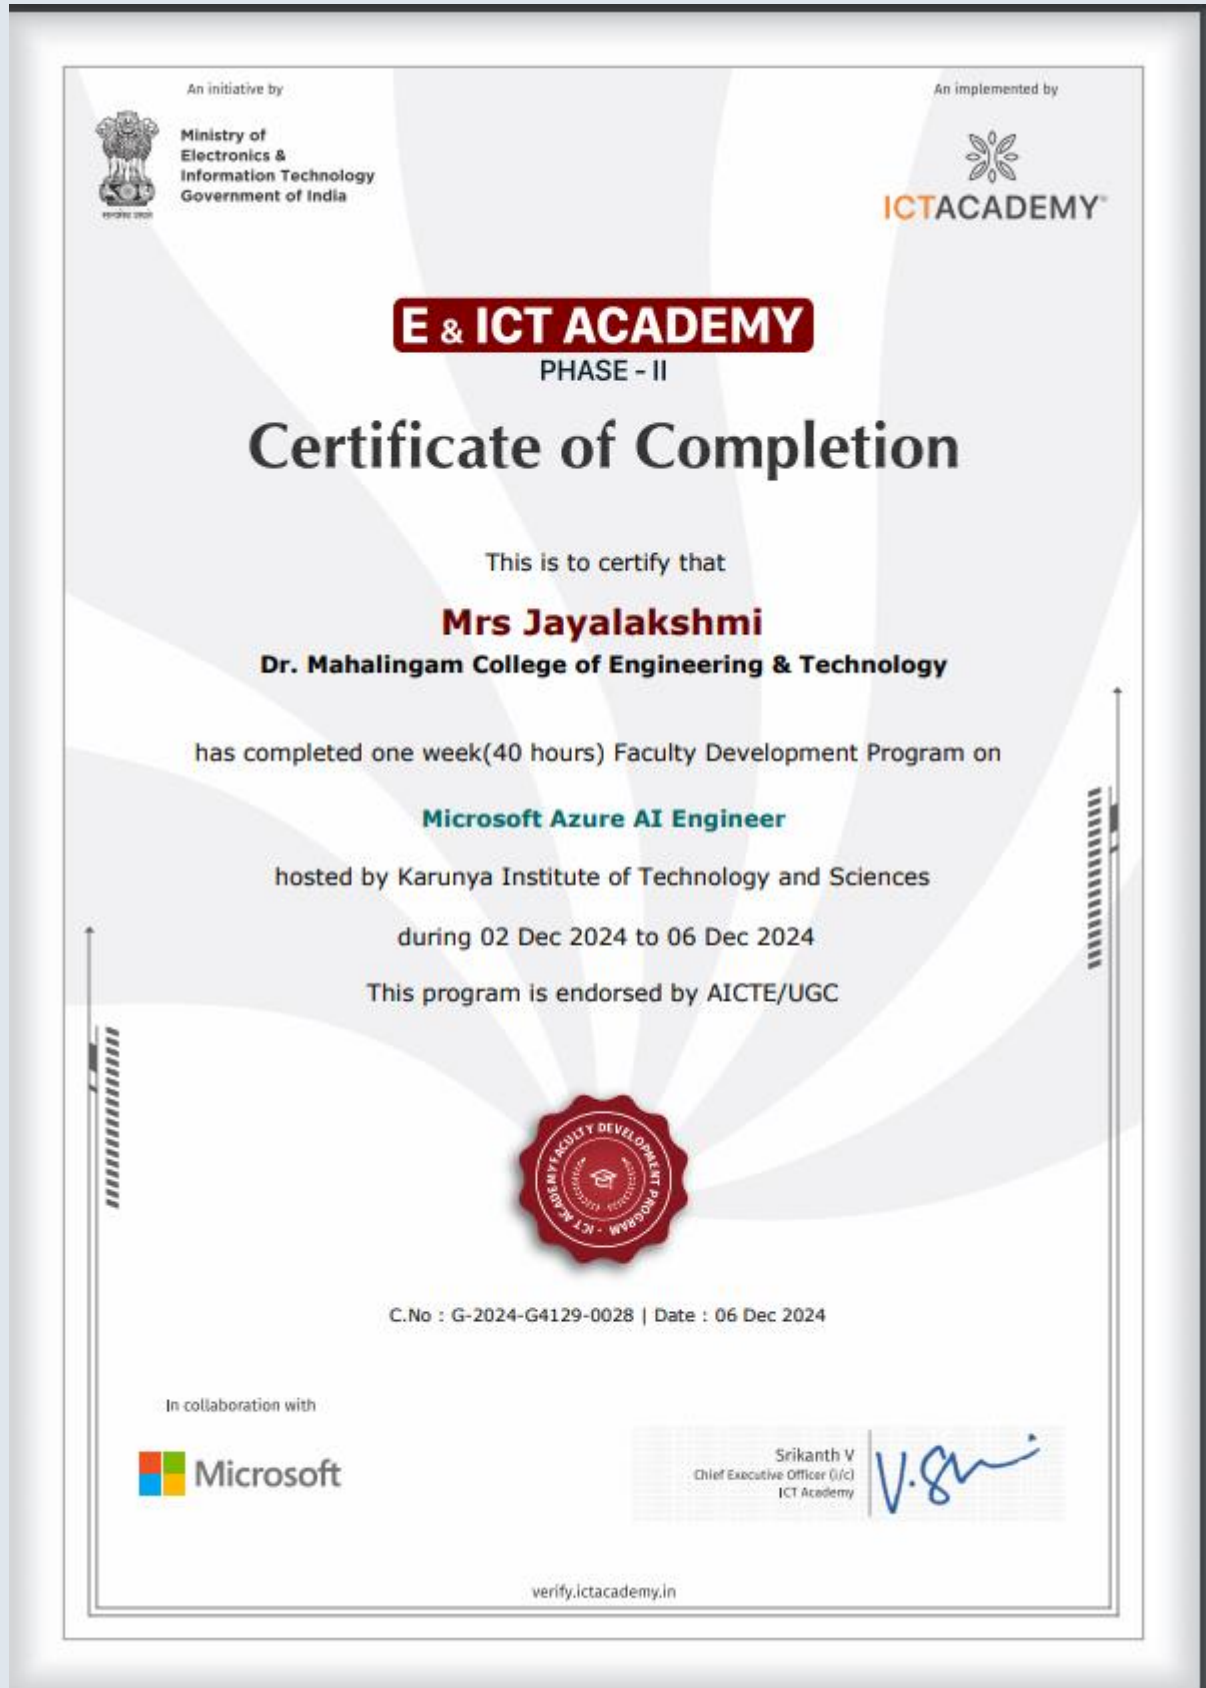 An initiative by
Ministry of
Electronics &
Information Technology
Government of India
सत्यमेव जयते
An implemented by
ICTACADEMY
E & ICT ACADEMY
PHASE - II
Certificate of Completion
This is to certify that
Mrs Jayalakshmi
Dr. Mahalingam College of Engineering & Technology
has completed one week(40 hours) Faculty Development Program on
Microsoft Azure AI Engineer
hosted by Karunya Institute of Technology and Sciences
during 02 Dec 2024 to 06 Dec 2024
This program is endorsed by AICTE/UGC
ICT ACADEMY FACULTY DEVELOPMENT PROGRAM
C.No : G-2024-G4129-0028 | Date : 06 Dec 2024
In collaboration with
Microsoft
Srikanth V
Chief Executive Officer (i/c)
ICT Academy
V.S
verify.ictacademy.in